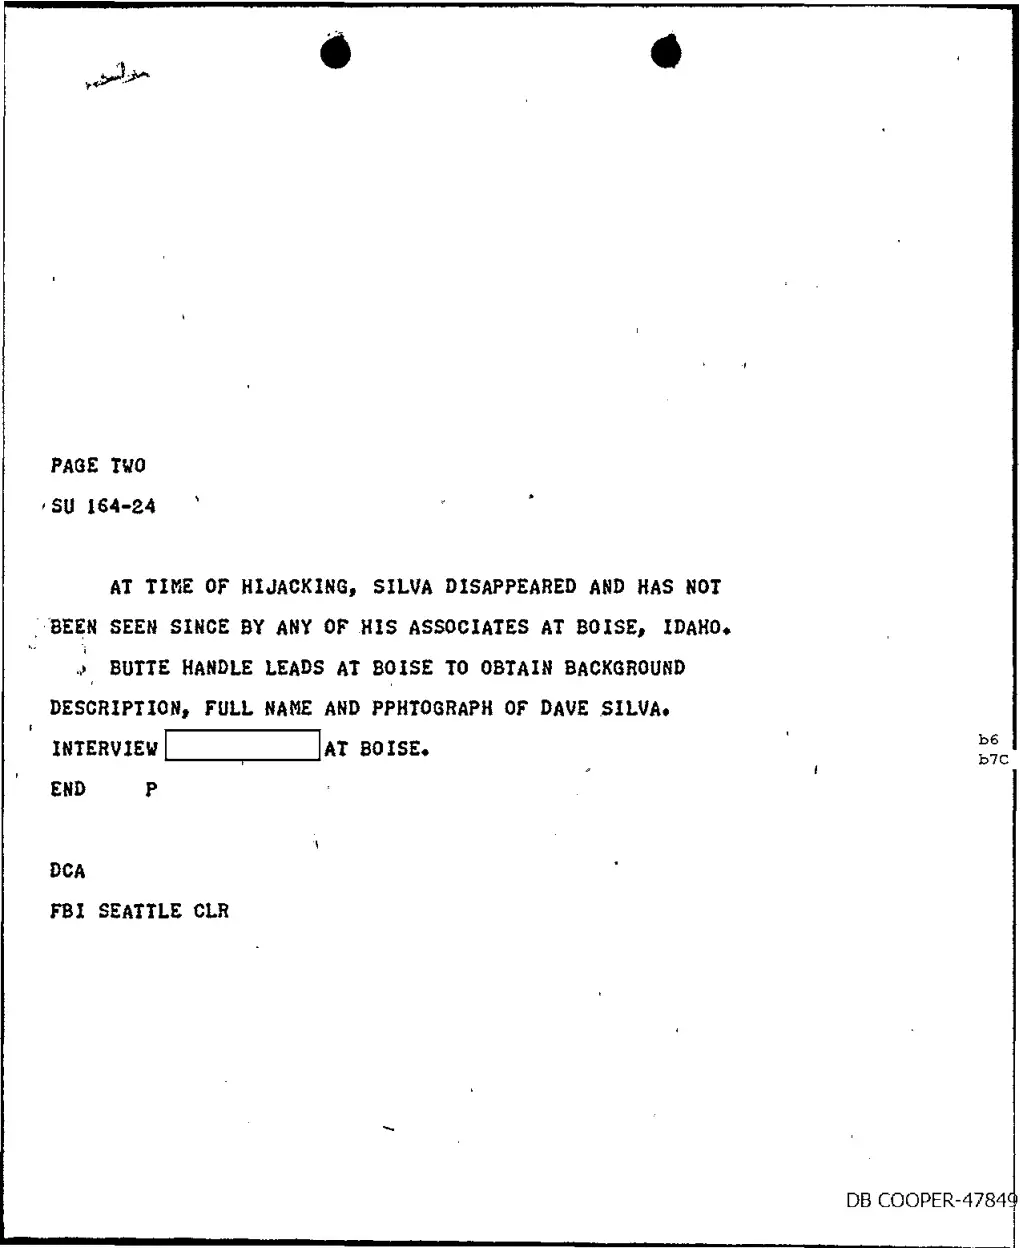 PAGE TWO
SU 164-24
AT TIME OF HIJACKING, SILVA DISAPPEARED AND HAS NOT
BEEN SEEN SINCE BY ANY OF HIS ASSOCIATES AT BOISE, IDAHO.
BUTTE HANDLE LEADS AT BOISE TO OBTAIN BACKGROUND
DESCRIPTION, FULL NAME AND PPHTOGRAPH OF DAVE SILVA.
INTERVIEW AT BOISE.
b6
b7C
END P
DCA
FBI SEATTLE CLR
DB COOPER-47849